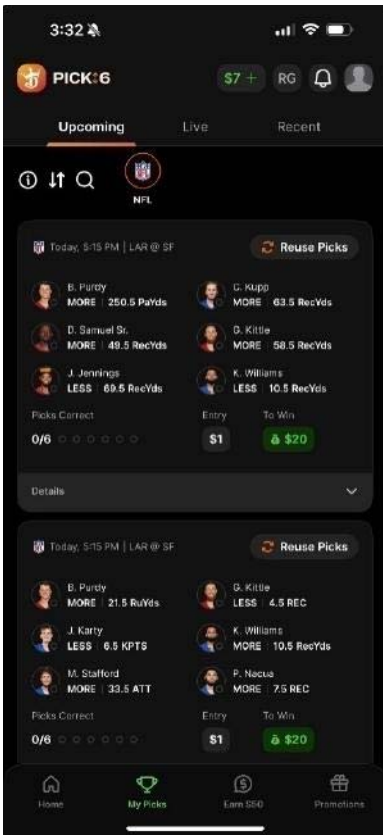 3:32
PICK:6
$7 +
RG
Upcoming
Live
Recent
NFL
Today, 5:15 PM | LAR @ SF
Reuse Picks
B. Purdy
MORE | 250.5 PaYds
C. Kupp
MORE | 63.5 RecYds
D. Samuel Sr.
MORE | 49.5 RecYds
G. Kittle
MORE | 58.5 RecYds
J. Jennings
LESS | 69.5 RecYds
K. Williams
LESS | 10.5 RecYds
Picks Correct
Entry
To Win
0/6
$1
$20
Details
Today, 5:15 PM | LAR @ SF
Reuse Picks
B. Purdy
MORE | 21.5 RuYds
G. Kittle
LESS | 4.5 REC
J. Karty
LESS | 6.5 KPTS
K. Williams
MORE | 10.5 RecYds
M. Stafford
MORE | 33.5 ATT
P. Nacua
MORE | 7.5 REC
Picks Correct
Entry
To Win
0/6
$1
$20
Home
My Picks
Earn $50
Promotions